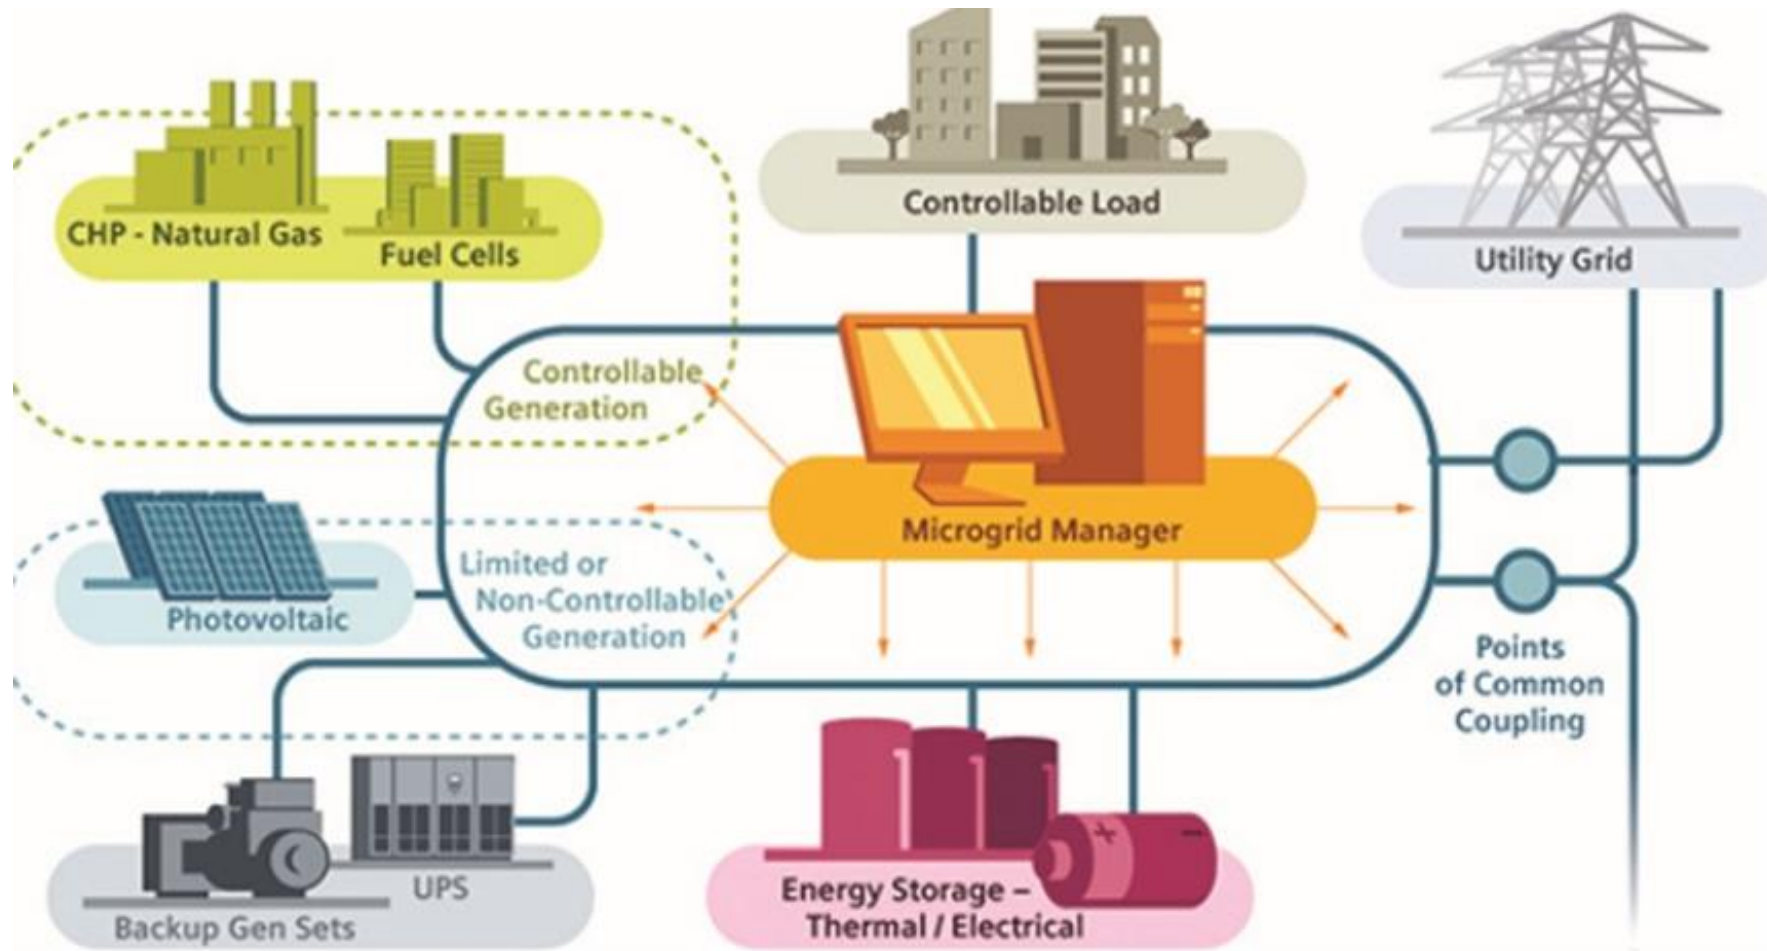 CHP - Natural Gas
Fuel Cells
Controllable Load
Utility Grid
Controllable
Generation
Microgrid Manager
Photovoltaic
Limited or
Non-Controllable
Generation
Points
of Common
Coupling
UPS
Backup Gen Sets
+ −
Energy Storage –
Thermal / Electrical